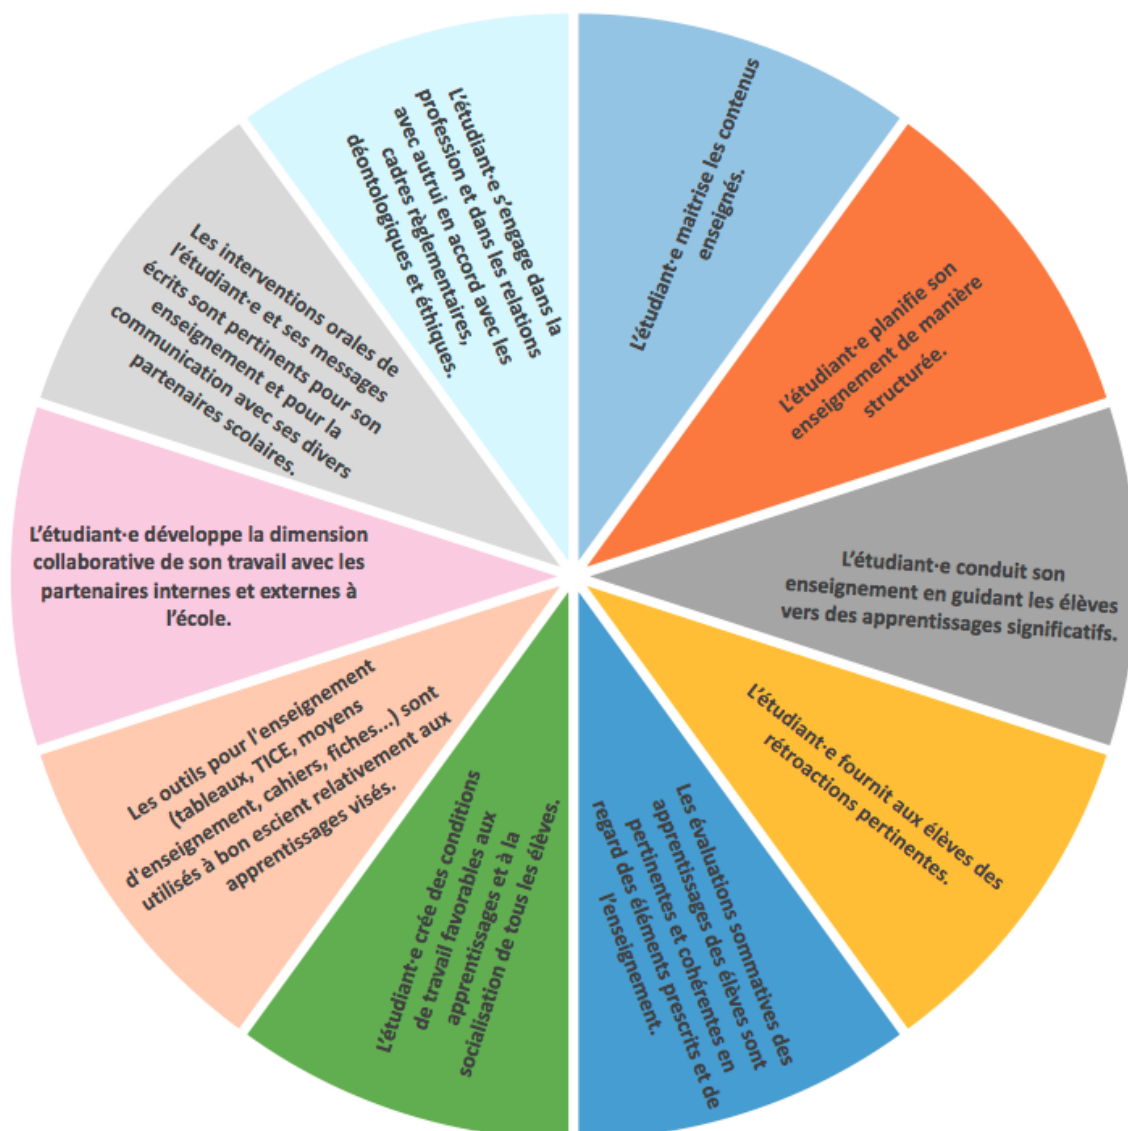 L'étudiant·e maitrise les contenus
enseignés.
L'étudiant·e planifie son
enseignement de manière
structurée.
L'étudiant·e conduit son
enseignement en guidant les élèves
vers des apprentissages significatifs.
L'étudiant·e fournit aux élèves des
rétroactions pertinentes.
Les évaluations sommatives des
apprentissages des élèves sont
pertinentes et cohérentes en
regard des éléments prescrits et de
l'enseignement.
L'étudiant·e crée des conditions
de travail favorables aux
apprentissages et à la
socialisation de tous les élèves.
Les outils pour l'enseignement
(tableaux, TICE, moyens
d'enseignement, cahiers, fiches...) sont
utilisés à bon escient relativement aux
apprentissages visés.
L'étudiant·e développe la dimension
collaborative de son travail avec les
partenaires internes et externes à
l'école.
Les interventions orales de
l'étudiant·e et ses messages
écrits sont pertinents pour son
enseignement et pour la
communication avec ses divers
partenaires scolaires.
L'étudiant·e s'engage dans la
profession et dans les relations
avec autrui en accord avec les
cadres règlementaires,
déontologiques et éthiques.